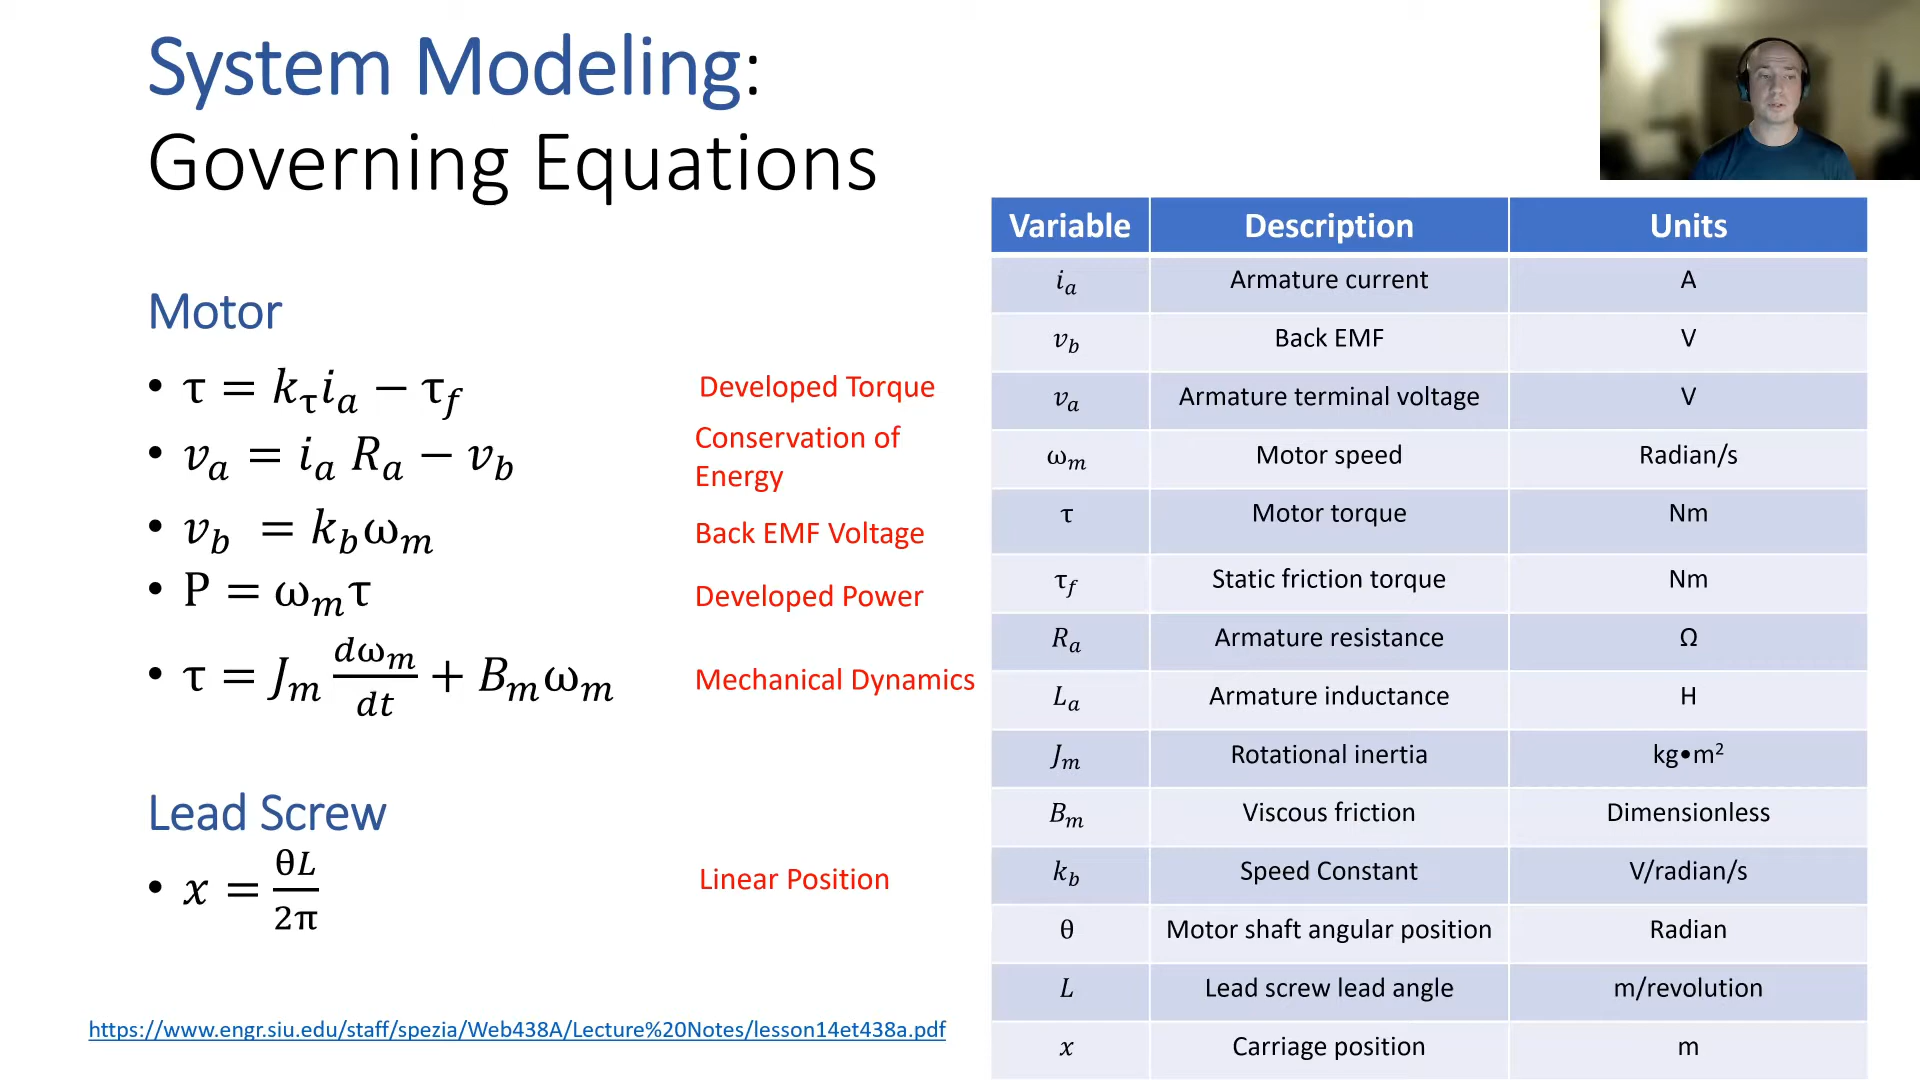 System Modeling:
Governing Equations
Motor
• τ = k_τ i_a − τ_f
Developed Torque
• v_a = i_a R_a − v_b
Conservation of
Energy
• v_b = k_b ω_m
Back EMF Voltage
• P = ω_m τ
Developed Power
• τ = J_m dω_m/dt + B_m ω_m
Mechanical Dynamics
Lead Screw
• x = θL/2π
Linear Position
https://www.engr.siu.edu/staff/spezia/Web438A/Lecture%20Notes/lesson14et438a.pdf
Variable Description Units
i_a Armature current A
v_b Back EMF V
v_a Armature terminal voltage V
ω_m Motor speed Radian/s
τ Motor torque Nm
τ_f Static friction torque Nm
R_a Armature resistance Ω
L_a Armature inductance H
J_m Rotational inertia kg•m²
B_m Viscous friction Dimensionless
k_b Speed Constant V/radian/s
θ Motor shaft angular position Radian
L Lead screw lead angle m/revolution
x Carriage position m